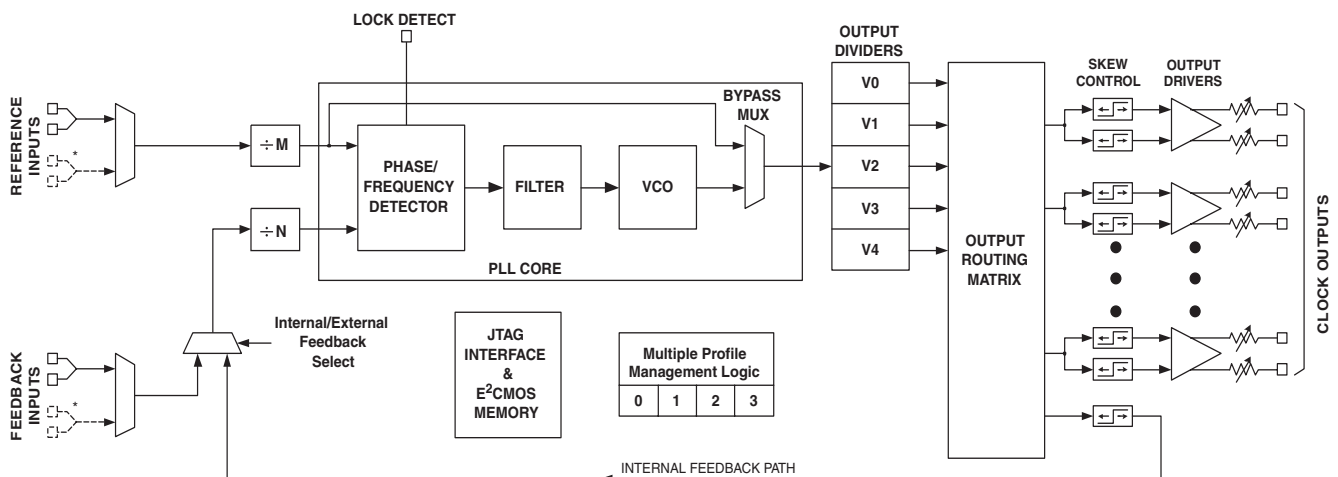 LOCK DETECT
OUTPUT
DIVIDERS
SKEW
CONTROL
OUTPUT
DRIVERS
BYPASS
MUX
REFERENCE
INPUTS
*
÷M
÷N
PHASE/
FREQUENCY
DETECTOR
FILTER
VCO
PLL CORE
V0
V1
V2
V3
V4
OUTPUT
ROUTING
MATRIX
CLOCK OUTPUTS
Internal/External
Feedback
Select
FEEDBACK
INPUTS
*
JTAG
INTERFACE
&
E²CMOS
MEMORY
Multiple Profile
Management Logic
0 1 2 3
INTERNAL FEEDBACK PATH